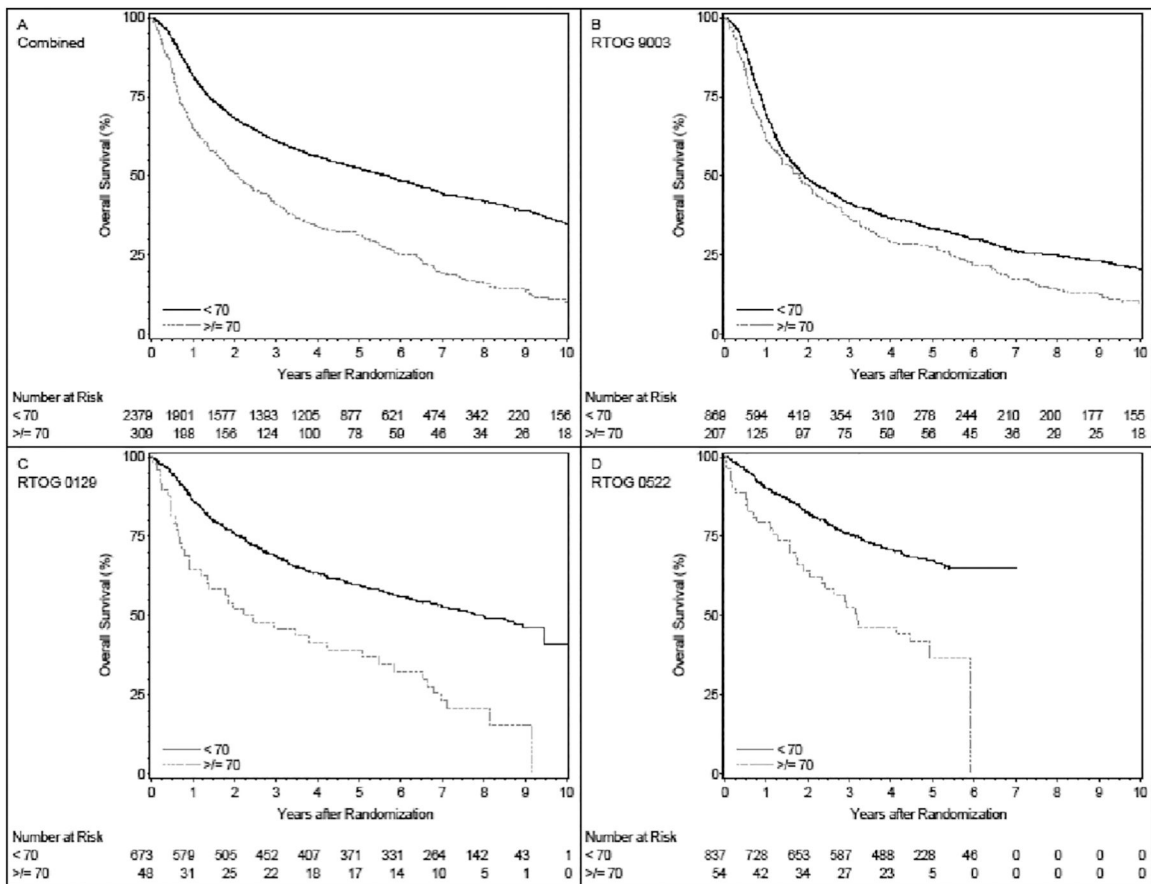 A
Combined
Overall Survival (%)
100
75
50
25
0
< 70
>/= 70
0 1 2 3 4 5 6 7 8 9 10
Years after Randomization
Number at Risk
< 70 2379 1901 1577 1393 1205 877 621 474 342 220 156
>/= 70 309 198 156 124 100 78 59 46 34 26 18
B
RTOG 9003
Overall Survival (%)
100
75
50
25
0
< 70
>/= 70
0 1 2 3 4 5 6 7 8 9 10
Years after Randomization
Number at Risk
< 70 869 594 419 354 310 278 244 210 200 177 155
>/= 70 207 125 97 75 59 56 45 36 29 25 18
C
RTOG 0129
Overall Survival (%)
100
75
50
25
0
< 70
>/= 70
0 1 2 3 4 5 6 7 8 9 10
Years after Randomization
Number at Risk
< 70 673 579 505 452 407 371 331 264 142 43 1
>/= 70 48 31 25 22 18 17 14 10 5 1 0
D
RTOG 0522
Overall Survival (%)
100
75
50
25
0
< 70
>/= 70
0 1 2 3 4 5 6 7 8 9 10
Years after Randomization
Number at Risk
< 70 837 728 653 587 488 228 46 0 0 0 0
>/= 70 54 42 34 27 23 5 0 0 0 0 0